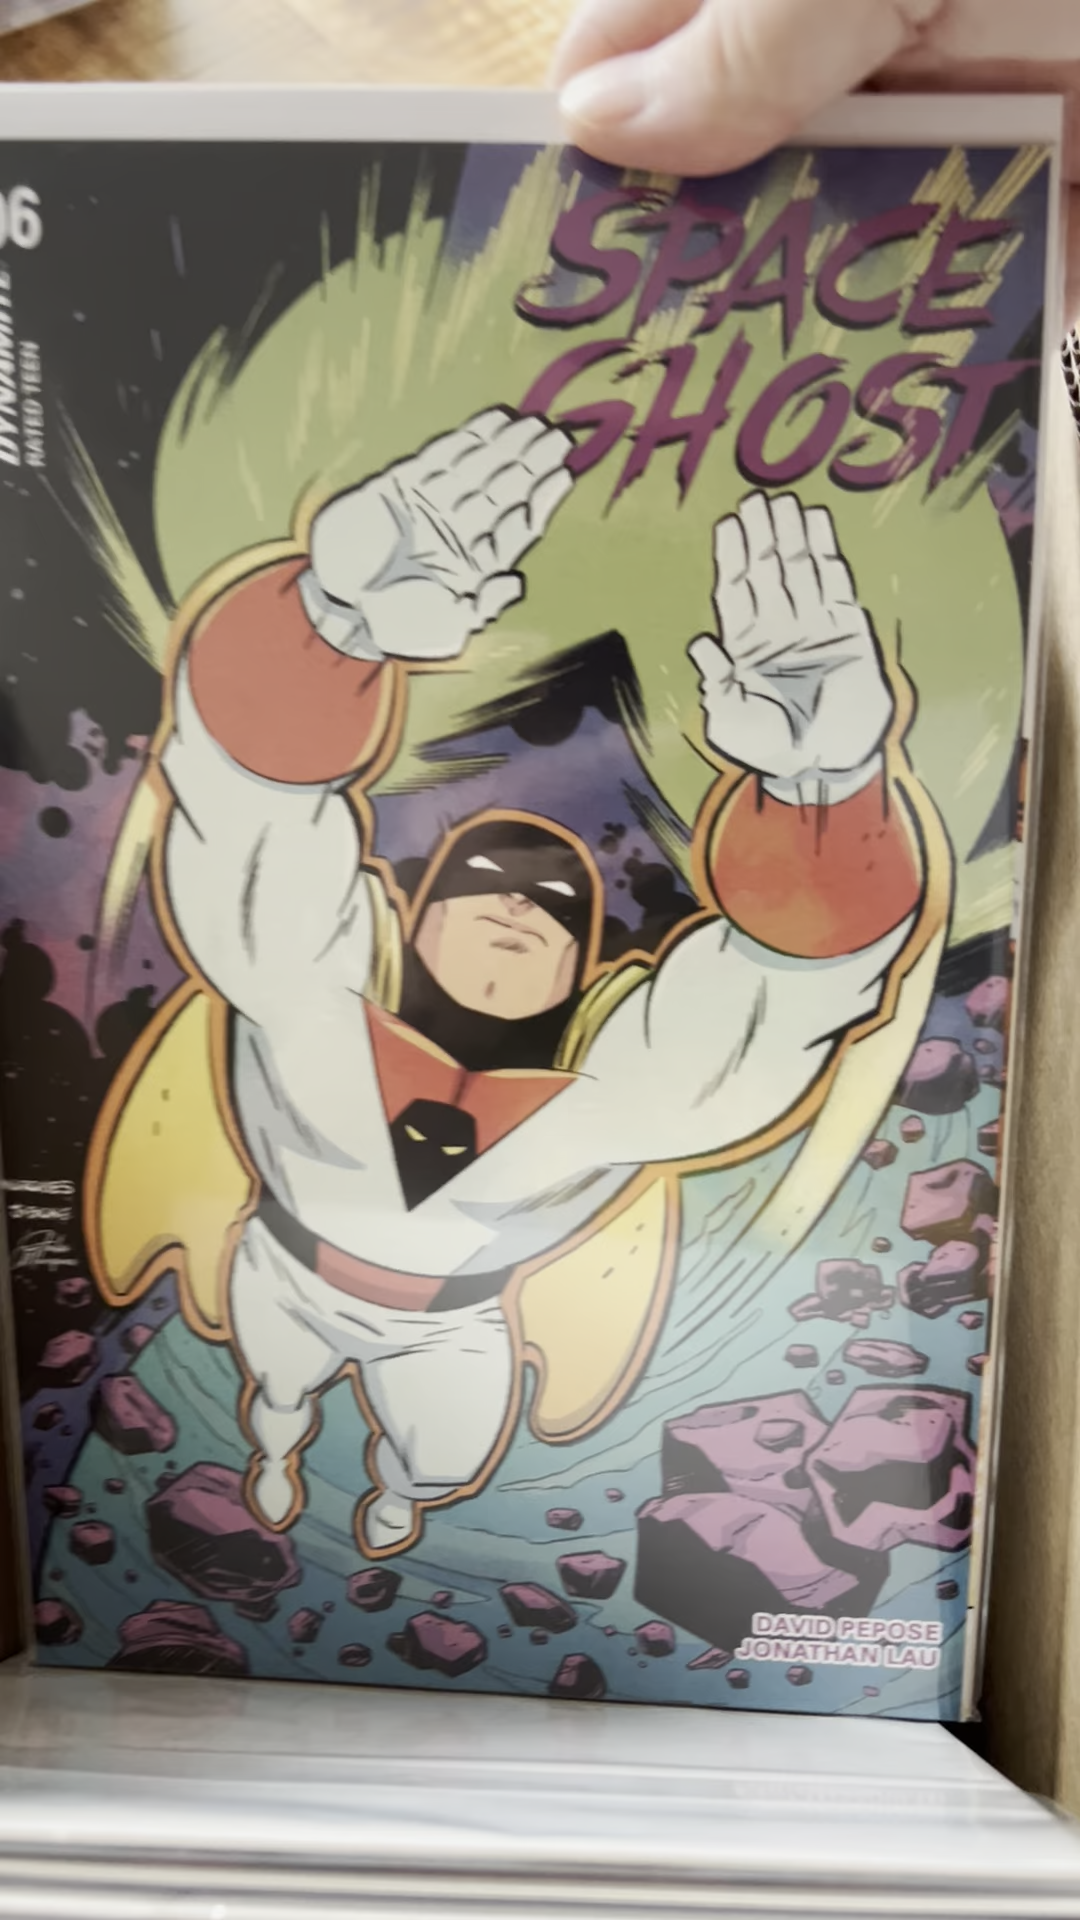 06
SPACE
GHOST
DYNAMITE
RATED TEEN
DAVID PEPOSE
JONATHAN LAU